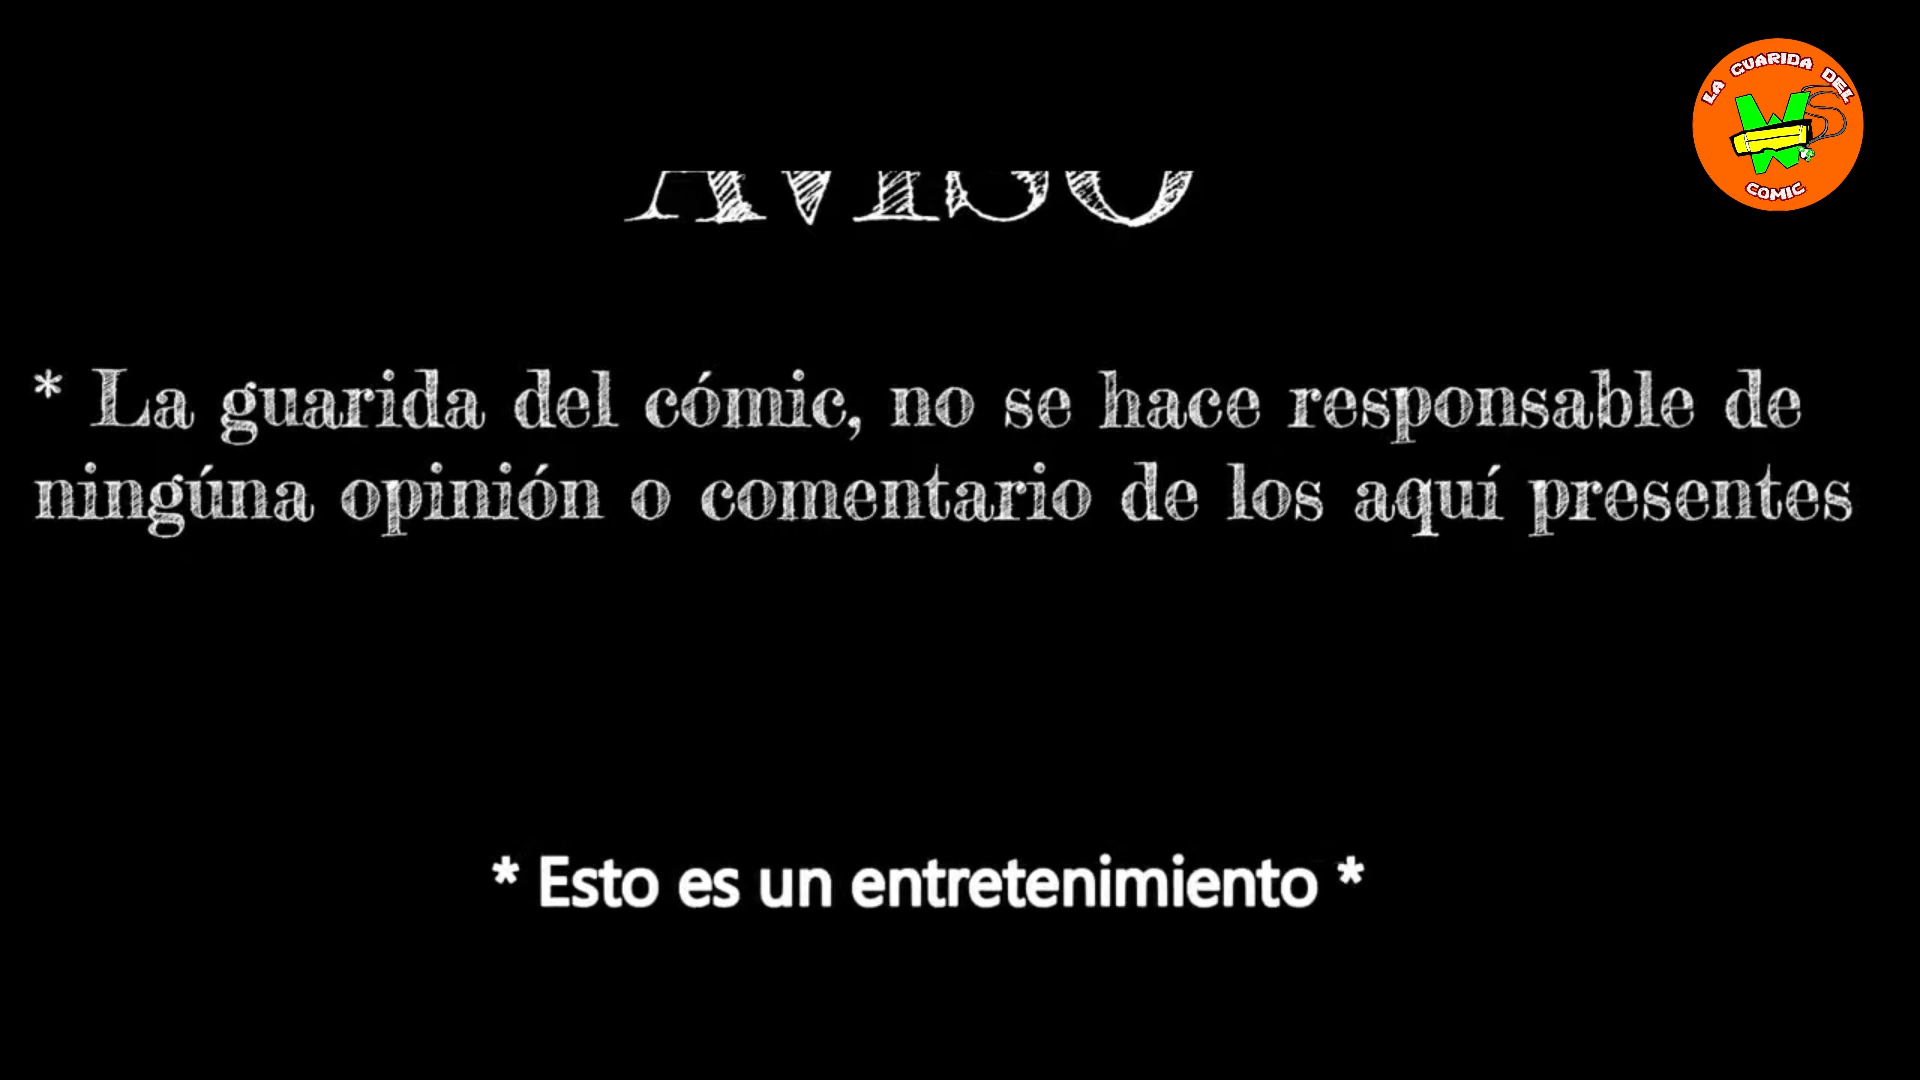 AVISO
LA GUARIDA DEL
COMIC
* La guarida del cómic, no se hace responsable de
ningúna opinión o comentario de los aquí presentes
* Esto es un entretenimiento *